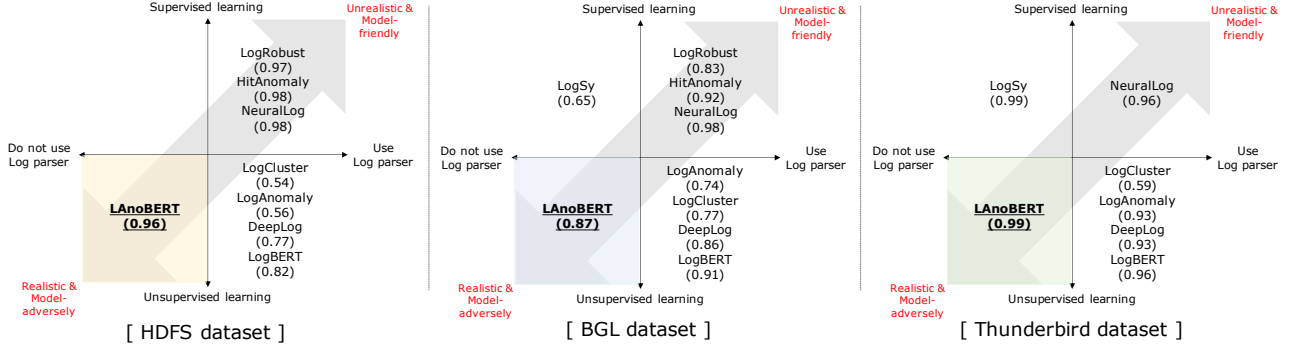 Supervised learning
Unrealistic &
Model-
friendly
LogRobust
(0.97)
HitAnomaly
(0.98)
NeuralLog
(0.98)
Do not use
Log parser
Use
Log parser
LogCluster
(0.54)
LogAnomaly
(0.56)
DeepLog
(0.77)
LogBERT
(0.82)
LAnoBERT
(0.96)
Realistic &
Model-
adversely
Unsupervised learning
[ HDFS dataset ]
Supervised learning
Unrealistic &
Model-
friendly
LogSy
(0.65)
LogRobust
(0.83)
HitAnomaly
(0.92)
NeuralLog
(0.98)
Do not use
Log parser
Use
Log parser
LogAnomaly
(0.74)
LogCluster
(0.77)
DeepLog
(0.86)
LogBERT
(0.91)
LAnoBERT
(0.87)
Realistic &
Model-
adversely
Unsupervised learning
[ BGL dataset ]
Supervised learning
Unrealistic &
Model-
friendly
LogSy
(0.99)
NeuralLog
(0.96)
Do not use
Log parser
Use
Log parser
LogCluster
(0.59)
LogAnomaly
(0.93)
DeepLog
(0.93)
LogBERT
(0.96)
LAnoBERT
(0.99)
Realistic &
Model-
adversely
Unsupervised learning
[ Thunderbird dataset ]